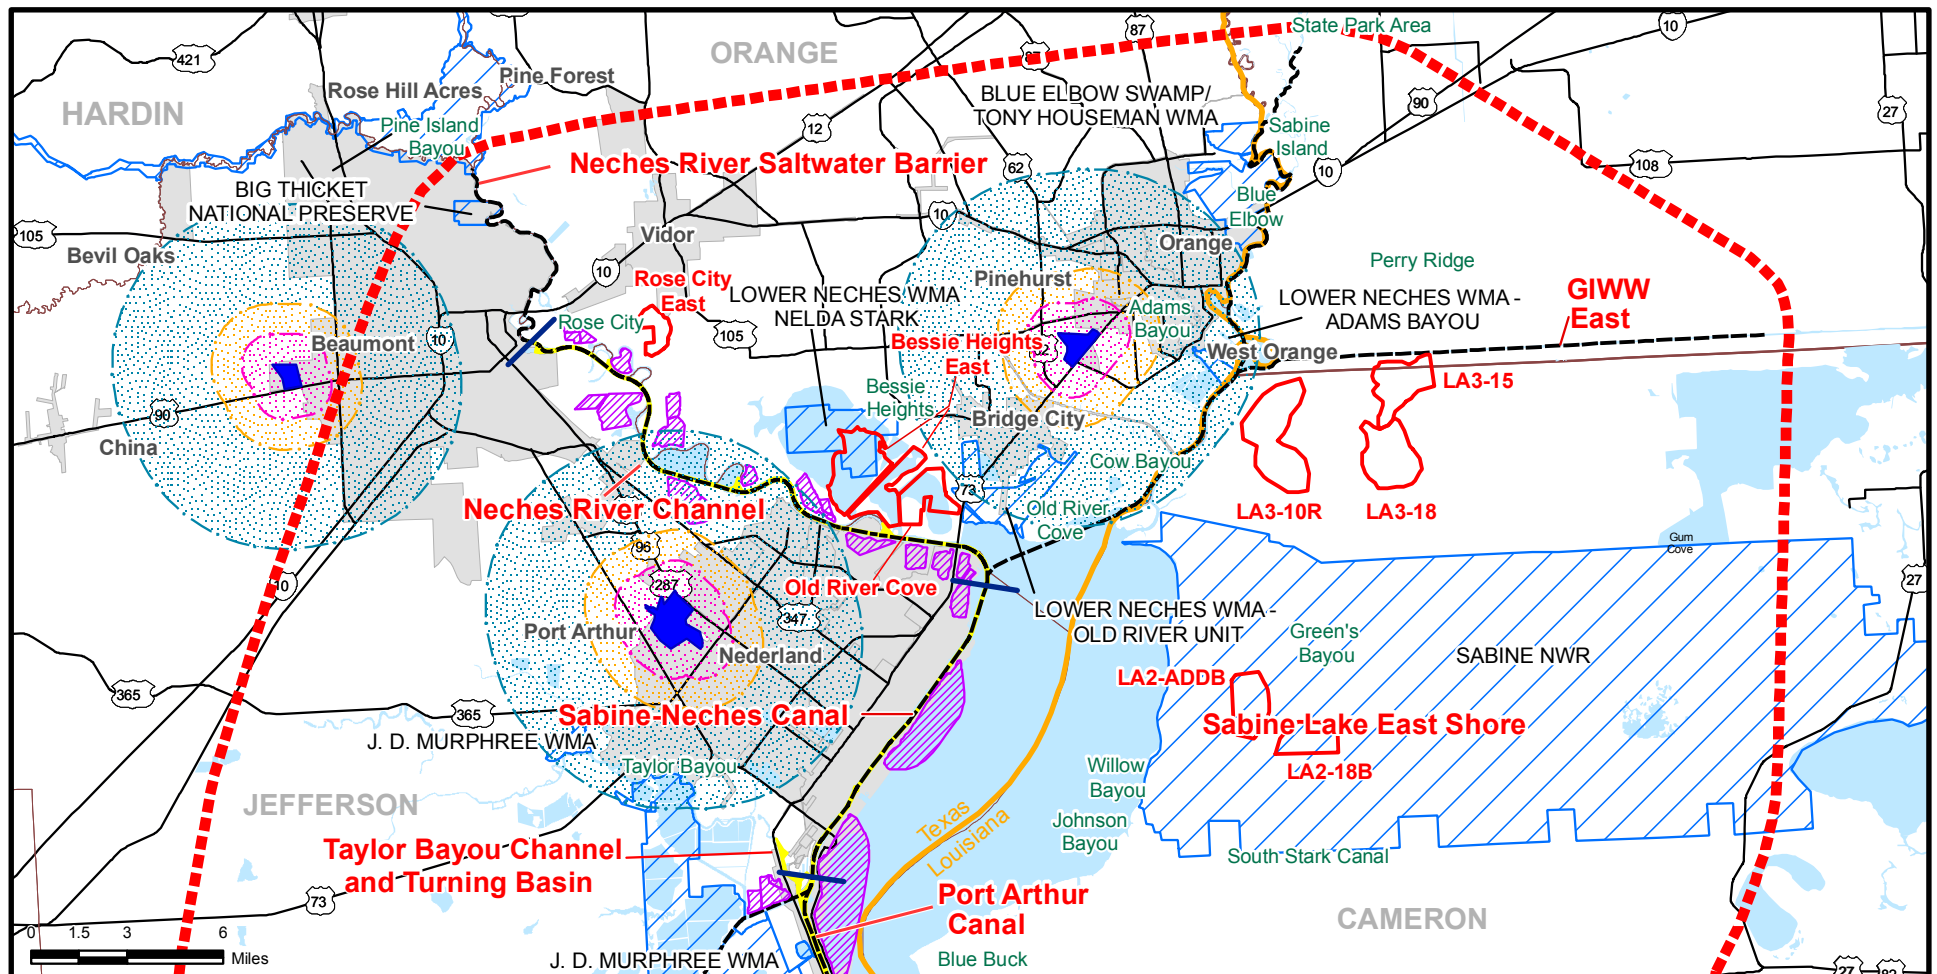 State Park Area
10
87
87
ORANGE
421
Pine Forest
Rose Hill Acres
HARDIN
BLUE ELBOW SWAMP/
TONY HOUSEMAN WMA
90
27
Pine Island
Bayou
12
Sabine
Island
Neches River Saltwater Barrier
62
10
108
BIG THICKET
NATIONAL PRESERVE
Blue
Elbow
10
105
Vidor
Orange
Bevil Oaks
10
Rose City
East
Pinehurst
Perry Ridge
LOWER NECHES WMA
NELDA STARK
LOWER NECHES WMA -
ADAMS BAYOU
GIWW
East
Adams
Bayou
Rose City
105
10
Beaumont
Bessie Heights
East
West Orange
LA3-15
Bessie
Heights
90
Bridge City
China
Cow Bayou
73
Neches River Channel
Old River
Cove
LA3-10R
LA3-18
Gum
Cove
96
10
287
Old River Cove
27
347
LOWER NECHES WMA -
OLD RIVER UNIT
Port Arthur
Nederland
Green's
Bayou
SABINE NWR
LA2-ADDB
365
365
Sabine-Neches Canal
Sabine Lake East Shore
J. D. MURPHREE WMA
Taylor Bayou
Willow
Bayou
LA2-18B
JEFFERSON
Texas
Louisiana
Johnson
Bayou
Taylor Bayou Channel
and Turning Basin
South Stark Canal
73
Port Arthur
Canal
CAMERON
0 1.5 3 6
Miles
J. D. MURPHREE WMA
Blue Buck
27